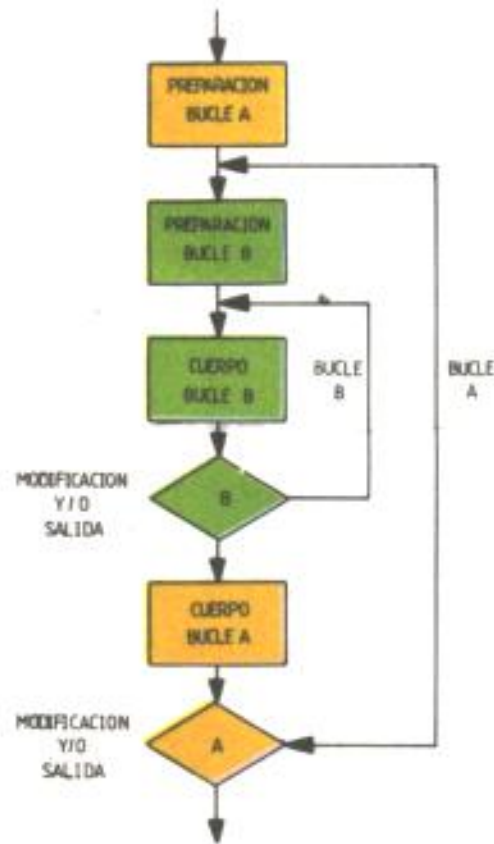 PREPARACION
BUCLE A
PREPARACION
BUCLE B
CUERPO
BUCLE B
BUCLE
B
BUCLE
A
MODIFICACION
Y/O
SALIDA
B
CUERPO
BUCLE A
MODIFICACION
Y/O
SALIDA
A